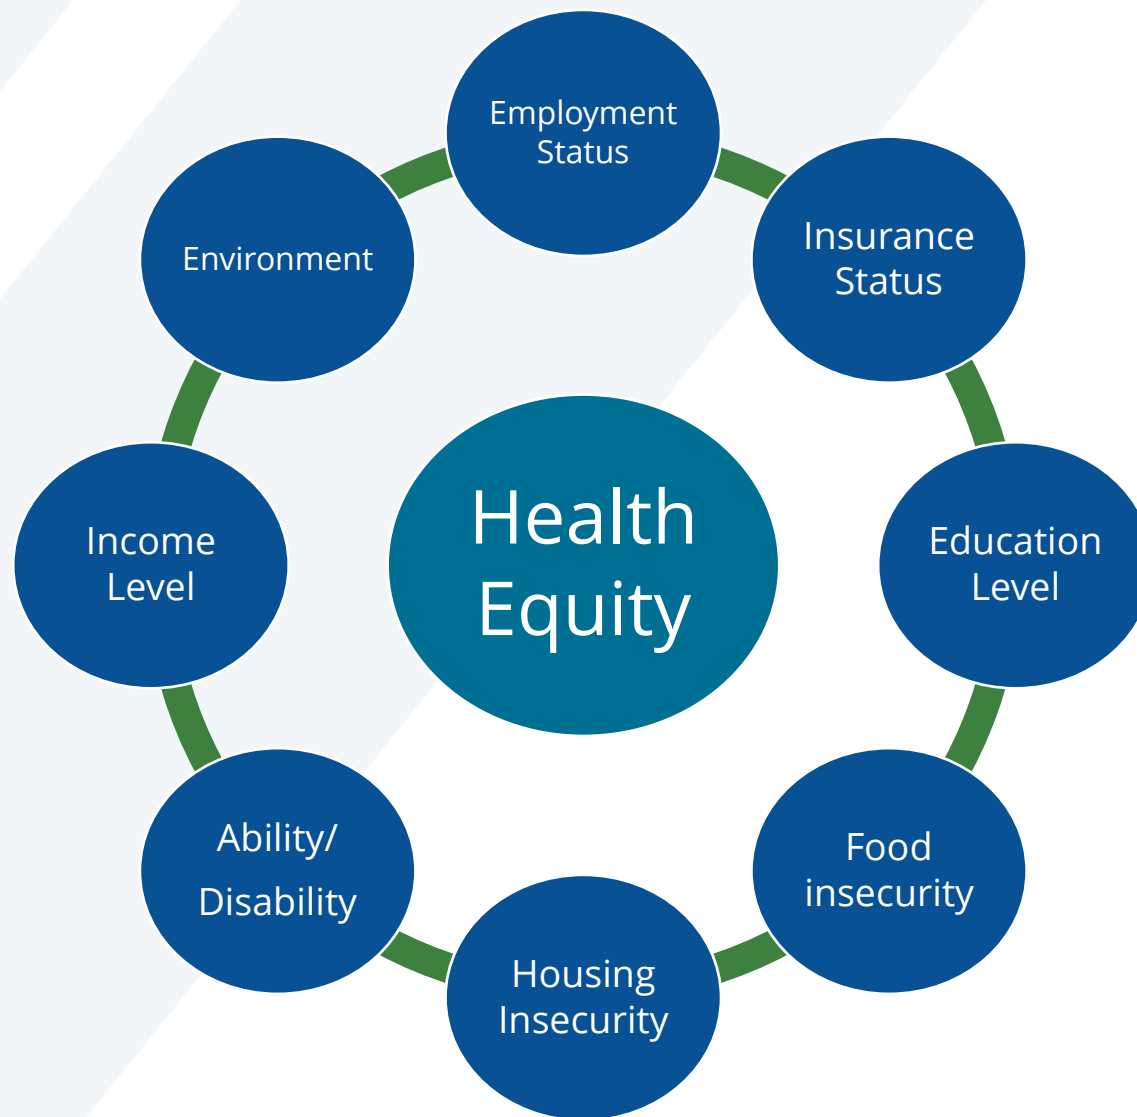 Employment
Status
Insurance
Status
Education
Level
Food
insecurity
Housing
Insecurity
Ability/
Disability
Income
Level
Environment
Health
Equity